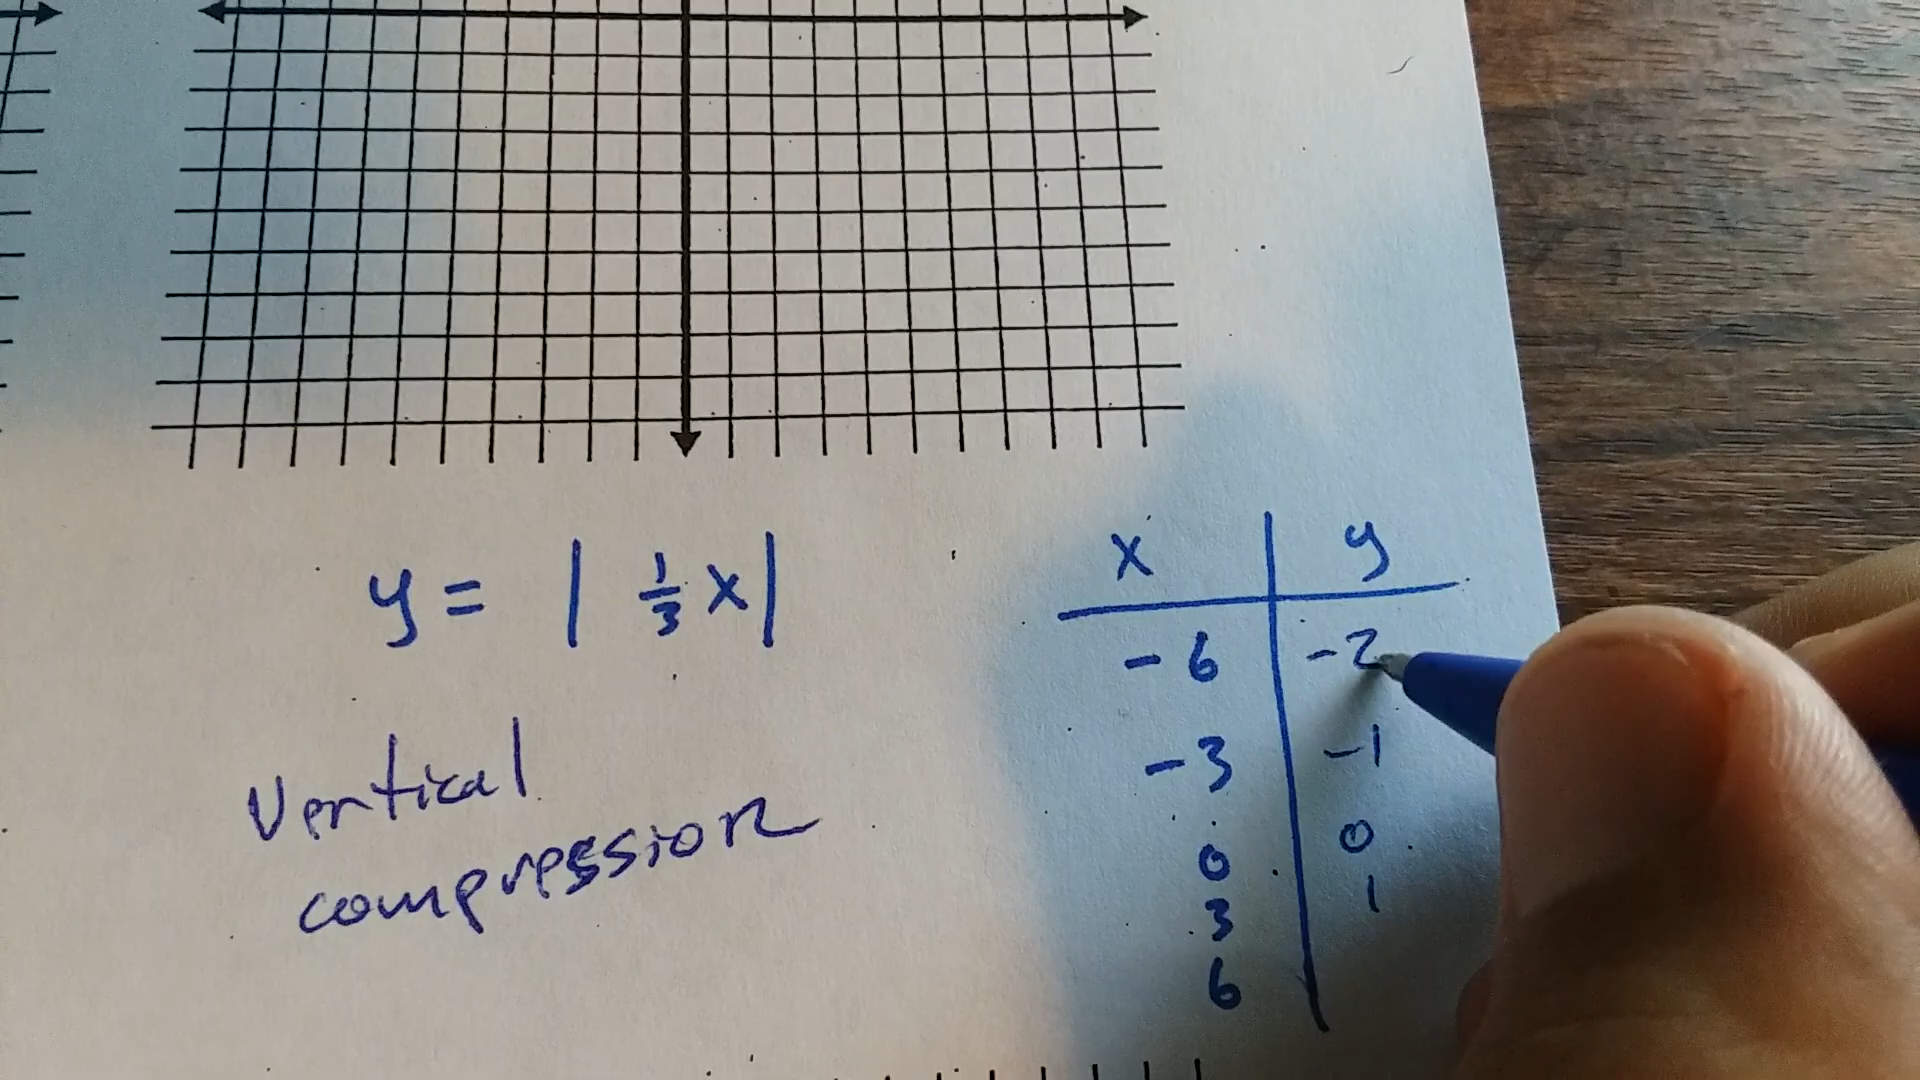 y = | 1/3 x |
Vertical
compression
x y
-6 -2
-3 -1
0 0
3 1
6